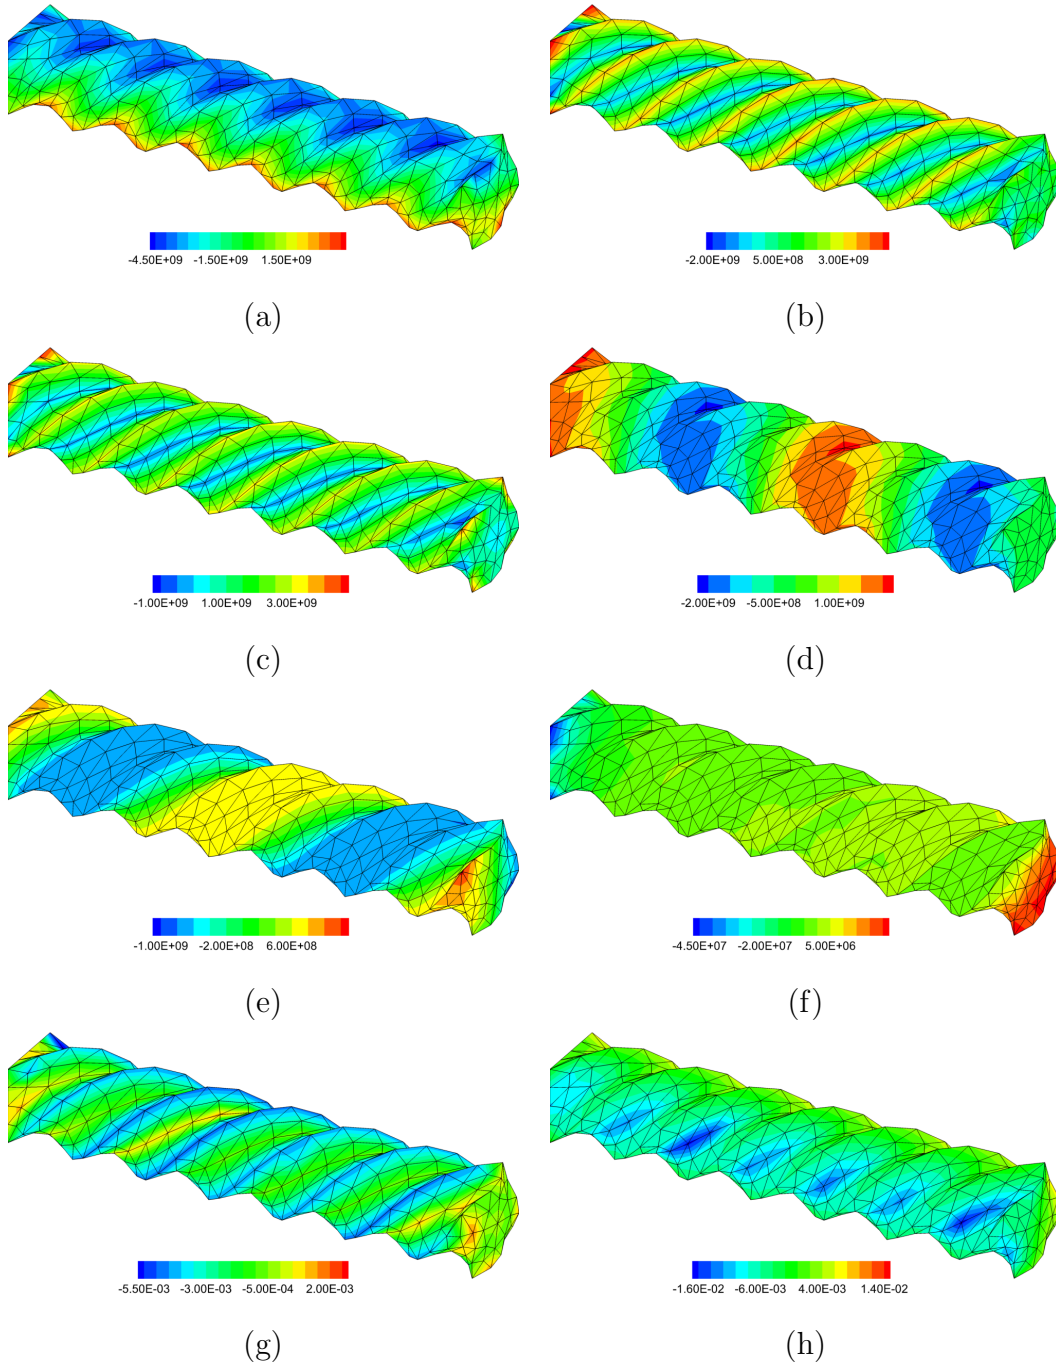 -4.50E+09 -1.50E+09 1.50E+09
-2.00E+09 5.00E+08 3.00E+09
(a) (b)
-1.00E+09 1.00E+09 3.00E+09
-2.00E+09 -5.00E+08 1.00E+09
(c) (d)
-1.00E+09 -2.00E+08 6.00E+08
-4.50E+07 -2.00E+07 5.00E+06
(e) (f)
-5.50E-03 -3.00E-03 -5.00E-04 2.00E-03
-1.60E-02 -6.00E-03 4.00E-03 1.40E-02
(g) (h)